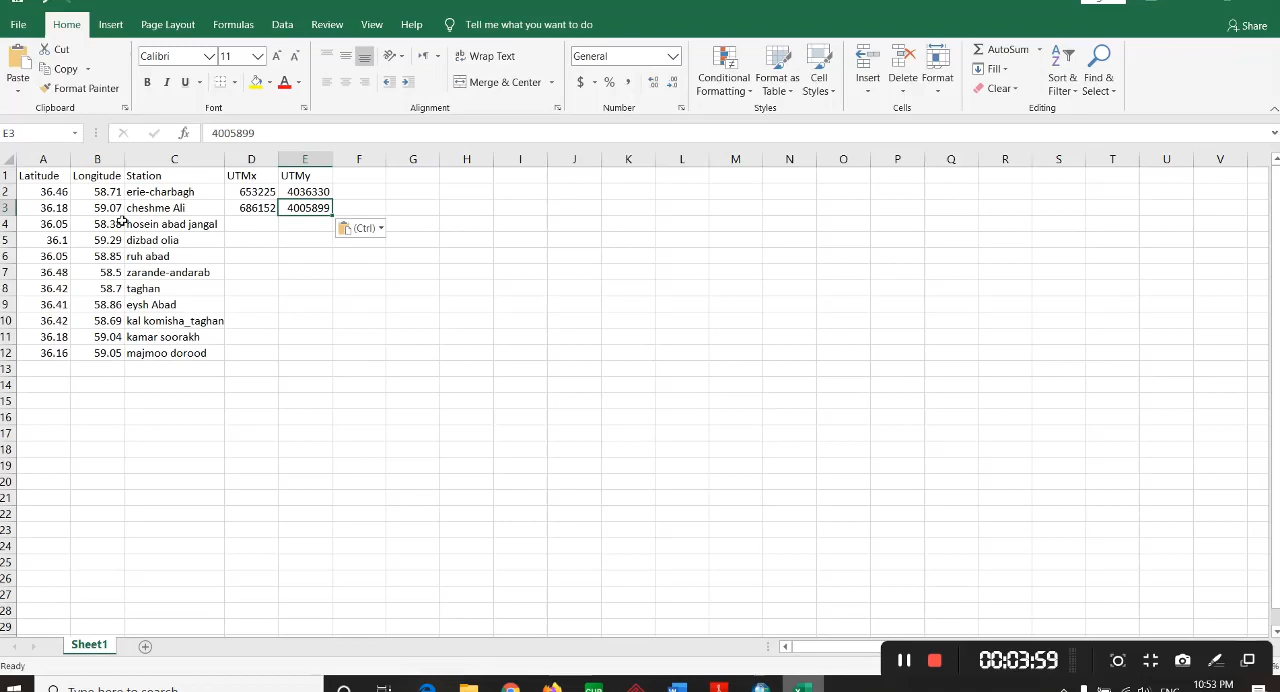 File Home Insert Page Layout Formulas Data Review View Help Tell me what you want to do Share
Cut
Calibri 11 Wrap Text General AutoSum
Copy Fill
Paste Format Painter B I U Merge & Center $ % Conditional Formatting Format as Table Cell Styles Insert Delete Format Clear Sort & Filter Find & Select
Clipboard Font Alignment Number Styles Cells Editing
E3 fx 4005899
A B C D E F G H I J K L M N O P Q R S T U V
1 Latitude Longitude Station UTMx UTMy
2 36.46 58.71 erie-charbagh 653225 4036330
3 36.18 59.07 cheshme Ali 686152 4005899
4 36.05 hosein abad jangal (Ctrl)
5 36.1 59.29 dizbad olia
6 36.05 58.85 ruh abad
7 36.48 58.5 zarande-andarab
8 36.42 58.7 taghan
9 36.41 58.86 eysh Abad
10 36.42 58.69 kal komisha_taghan
11 36.18 59.04 kamar soorakh
12 36.16 59.05 majmoo dorood
13
14
15
16
17
18
19
20
21
22
23
24
25
26
27
28
29
Sheet1
Ready 00:03:59
Type here to search ENG 10:53 PM